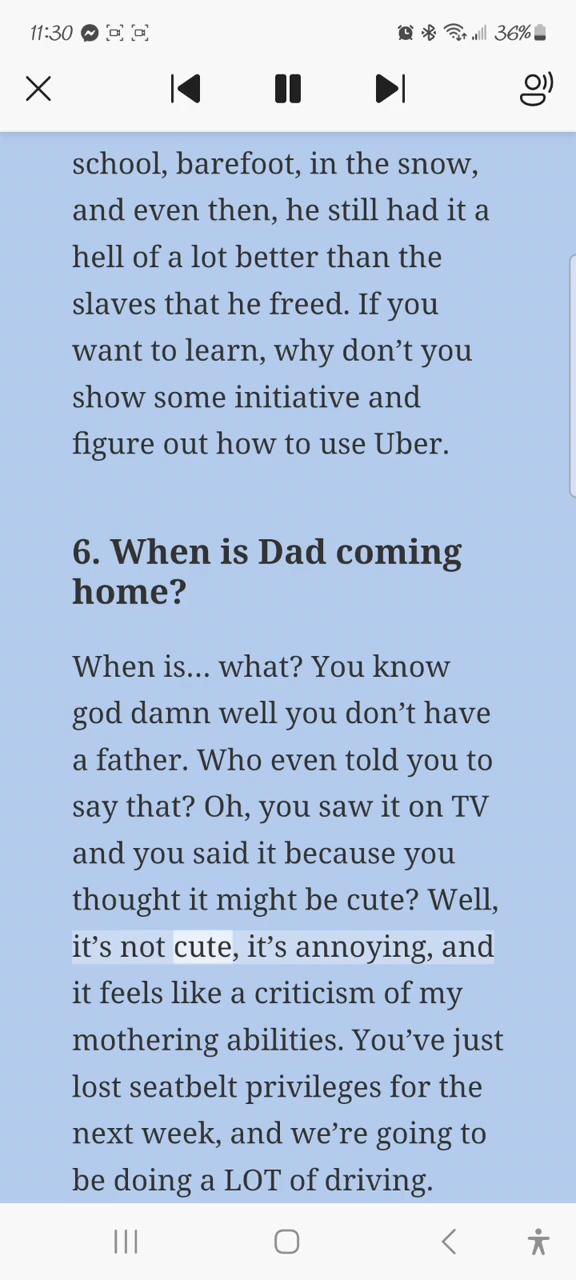 11:30 36%
school, barefoot, in the snow,
and even then, he still had it a
hell of a lot better than the
slaves that he freed. If you
want to learn, why don’t you
show some initiative and
figure out how to use Uber.
6. When is Dad coming
home?
When is... what? You know
god damn well you don’t have
a father. Who even told you to
say that? Oh, you saw it on TV
and you said it because you
thought it might be cute? Well,
it’s not cute, it’s annoying, and
it feels like a criticism of my
mothering abilities. You’ve just
lost seatbelt privileges for the
next week, and we’re going to
be doing a LOT of driving.